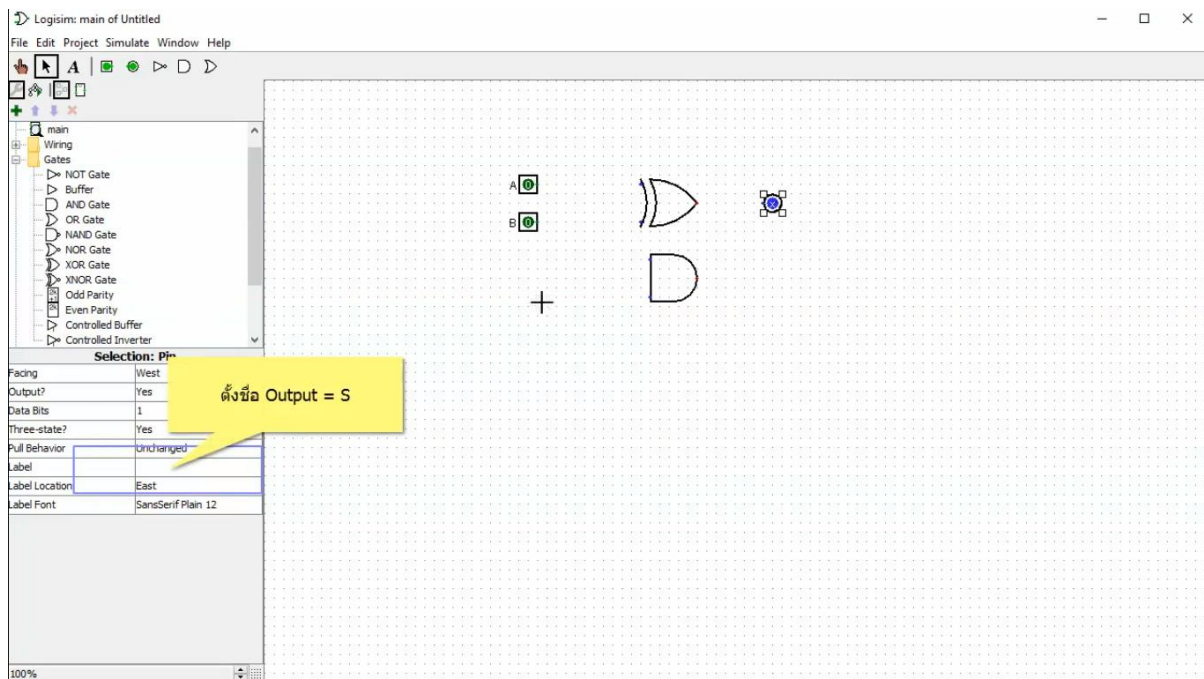 Logisim: main of Untitled
File Edit Project Simulate Window Help
A
main
Wiring
Gates
NOT Gate
Buffer
AND Gate
OR Gate
NAND Gate
NOR Gate
XOR Gate
XNOR Gate
Odd Parity
Even Parity
Controlled Buffer
Controlled Inverter
Selection: Pin
Facing West
Output? Yes
Data Bits 1
Three-state? Yes
Pull Behavior Unchanged
Label
Label Location East
Label Font SansSerif Plain 12
100%
ตั้งชื่อ Output = S
A 0
B 0
x